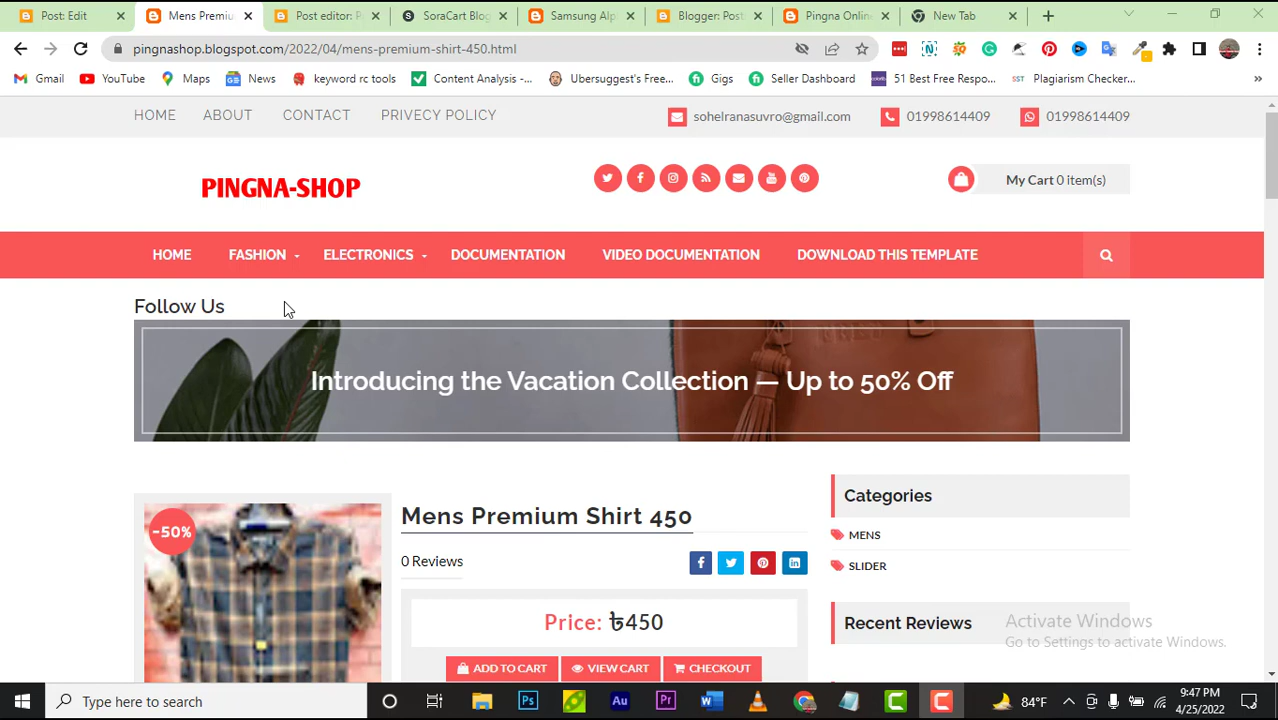 Post: Edit
Mens Premiu
Post editor: P
SoraCart Blog
Samsung Alp
Blogger: Post
Pingna Online
New Tab
pingnashop.blogspot.com/2022/04/mens-premium-shirt-450.html
Gmail
YouTube
Maps
News
keyword rc tools
Content Analysis -...
Ubersuggest's Free...
Gigs
Seller Dashboard
51 Best Free Respo...
SST
Plagiarism Checker...
HOME
ABOUT
CONTACT
PRIVECY POLICY
sohelranasuvro@gmail.com
01998614409
01998614409
PINGNA-SHOP
My Cart 0 item(s)
HOME
FASHION
ELECTRONICS
DOCUMENTATION
VIDEO DOCUMENTATION
DOWNLOAD THIS TEMPLATE
Follow Us
Introducing the Vacation Collection — Up to 50% Off
-50%
Mens Premium Shirt 450
0 Reviews
Price: ৳450
ADD TO CART
VIEW CART
CHECKOUT
Categories
MENS
SLIDER
Recent Reviews
Activate Windows
Go to Settings to activate Windows.
Type here to search
Ps
Au
Pr
84°F
9:47 PM
4/25/2022